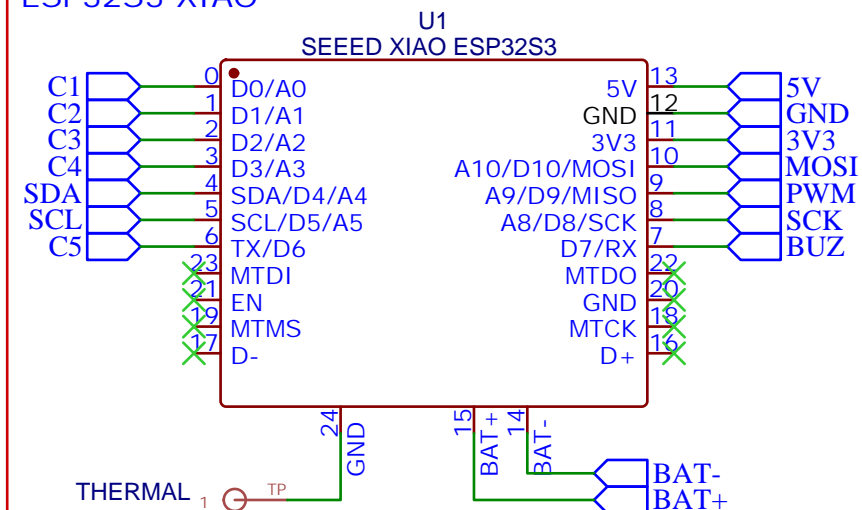 ESP32S3 XIAO
U1
SEEED XIAO ESP32S3
C1 0 D0/A0 5V 13 5V
C2 1 D1/A1 GND 12 GND
C3 2 D2/A2 3V3 11 3V3
C4 3 D3/A3 A10/D10/MOSI 10 MOSI
SDA 4 SDA/D4/A4 A9/D9/MISO 9 PWM
SCL 5 SCL/D5/A5 A8/D8/SCK 8 SCK
C5 6 TX/D6 D7/RX 7 BUZ
23 MTDI MTDO 22
21 EN GND 20
19 MTMS MTCK 18
17 D- D+ 16
24 GND 15 BAT+ 14 BAT-
BAT-
THERMAL 1 TP BAT+